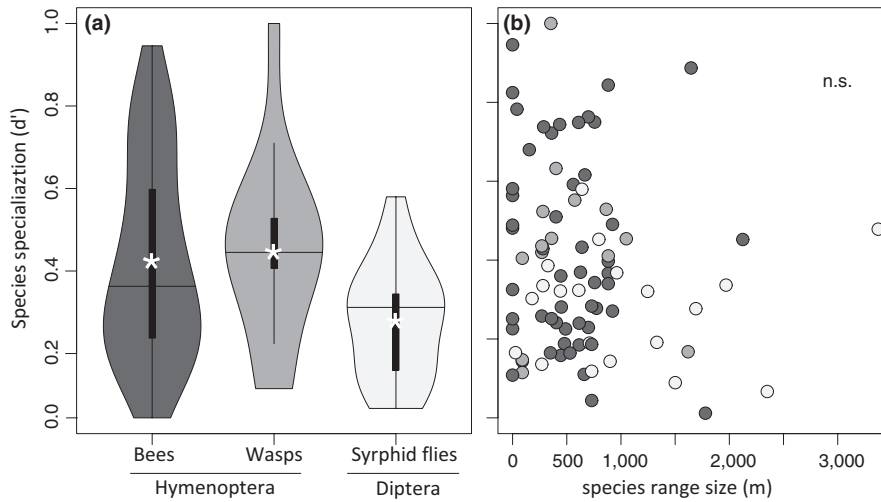 (a)
Species specialiaztion (d')
1.0
0.8
0.6
0.4
0.2
0.0
Bees
Wasps
Syrphid flies
Hymenoptera
Diptera
(b)
n.s.
0
500
1,000
2,000
3,000
species range size (m)